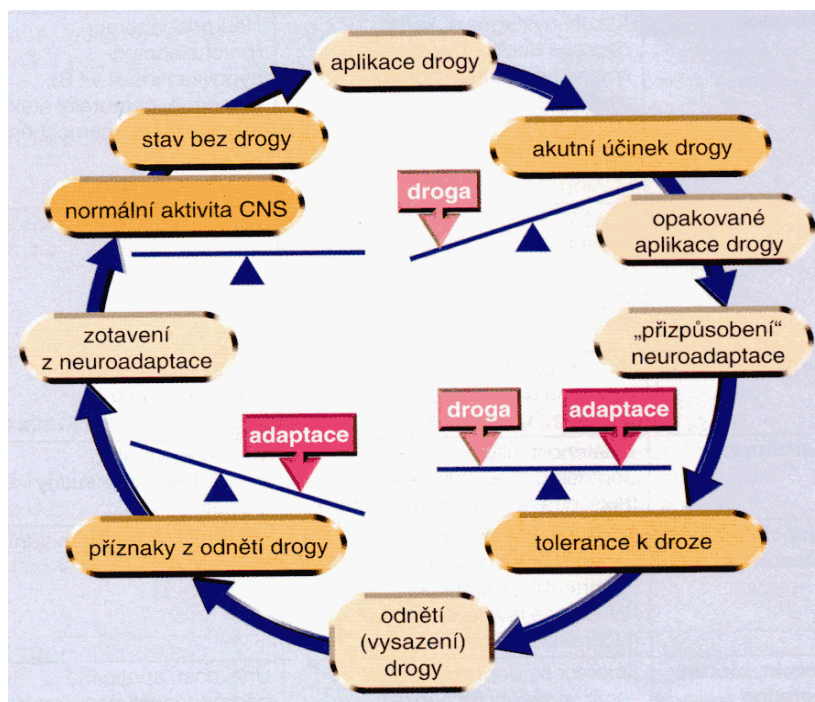 aplikace drogy
akutní účinek drogy
opakované
aplikace drogy
„přizpůsobení“
neuroadaptace
tolerance k droze
odnětí
(vysazení)
drogy
příznaky z odnětí drogy
zotavení
z neuroadaptace
normální aktivita CNS
stav bez drogy
droga
droga
adaptace
adaptace